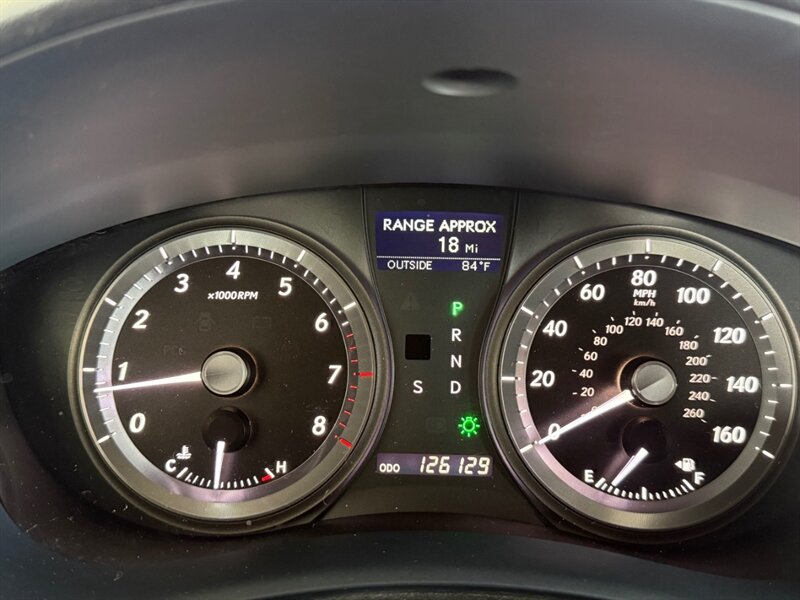 RANGE APPROX
18 Mi
OUTSIDE 84°F
0 1 2 3 4 5 6 7 8
x1000RPM
C H
P
R
N
S D
ODO 126129
0 20 40 60 80 100 120 140 160
MPH
km/h
20 40 60 80 100 120 140 160 180 200 220 240 260
E F